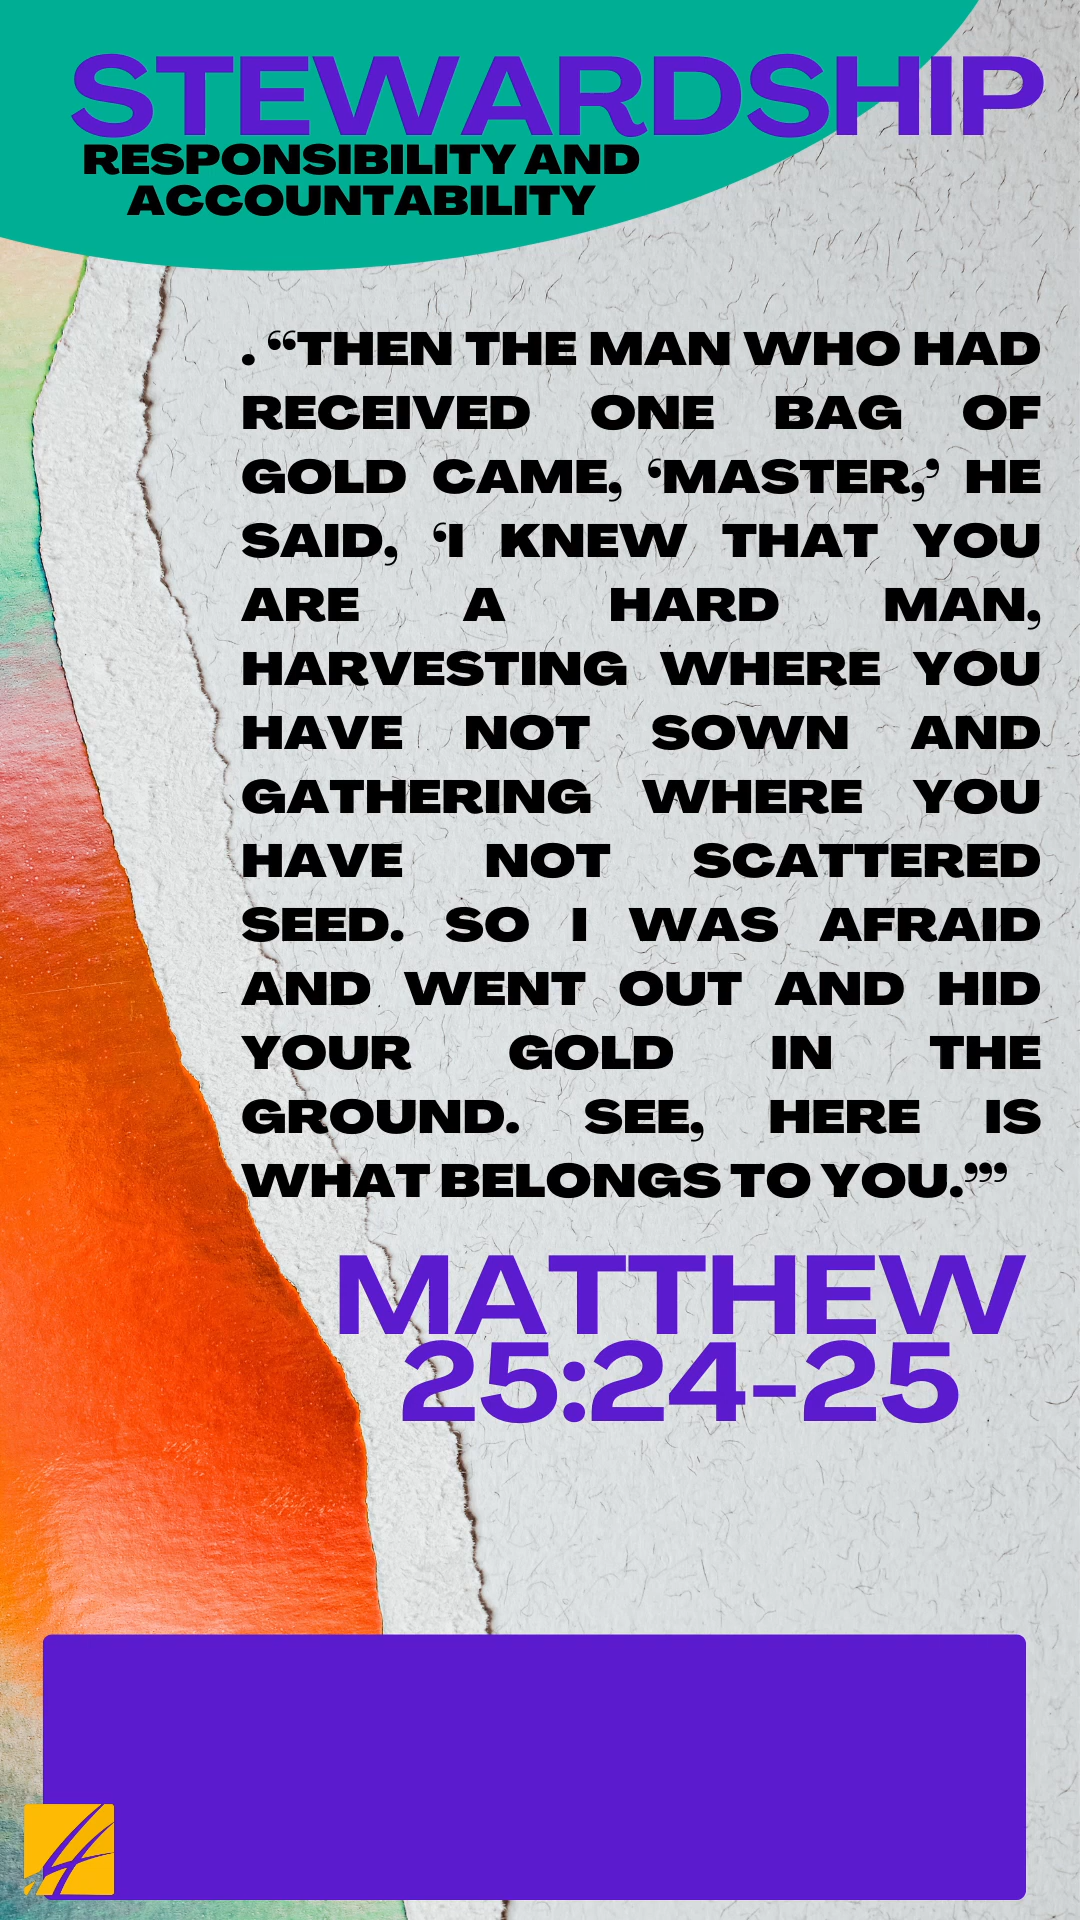 STEWARDSHIP
RESPONSIBILITY AND
ACCOUNTABILITY
. “THEN THE MAN WHO HAD
RECEIVED ONE BAG OF
GOLD CAME, ‘MASTER,’ HE
SAID, ‘I KNEW THAT YOU
ARE A HARD MAN,
HARVESTING WHERE YOU
HAVE NOT SOWN AND
GATHERING WHERE YOU
HAVE NOT SCATTERED
SEED. SO I WAS AFRAID
AND WENT OUT AND HID
YOUR GOLD IN THE
GROUND. SEE, HERE IS
WHAT BELONGS TO YOU.’”’
MATTHEW
25:24-25
4